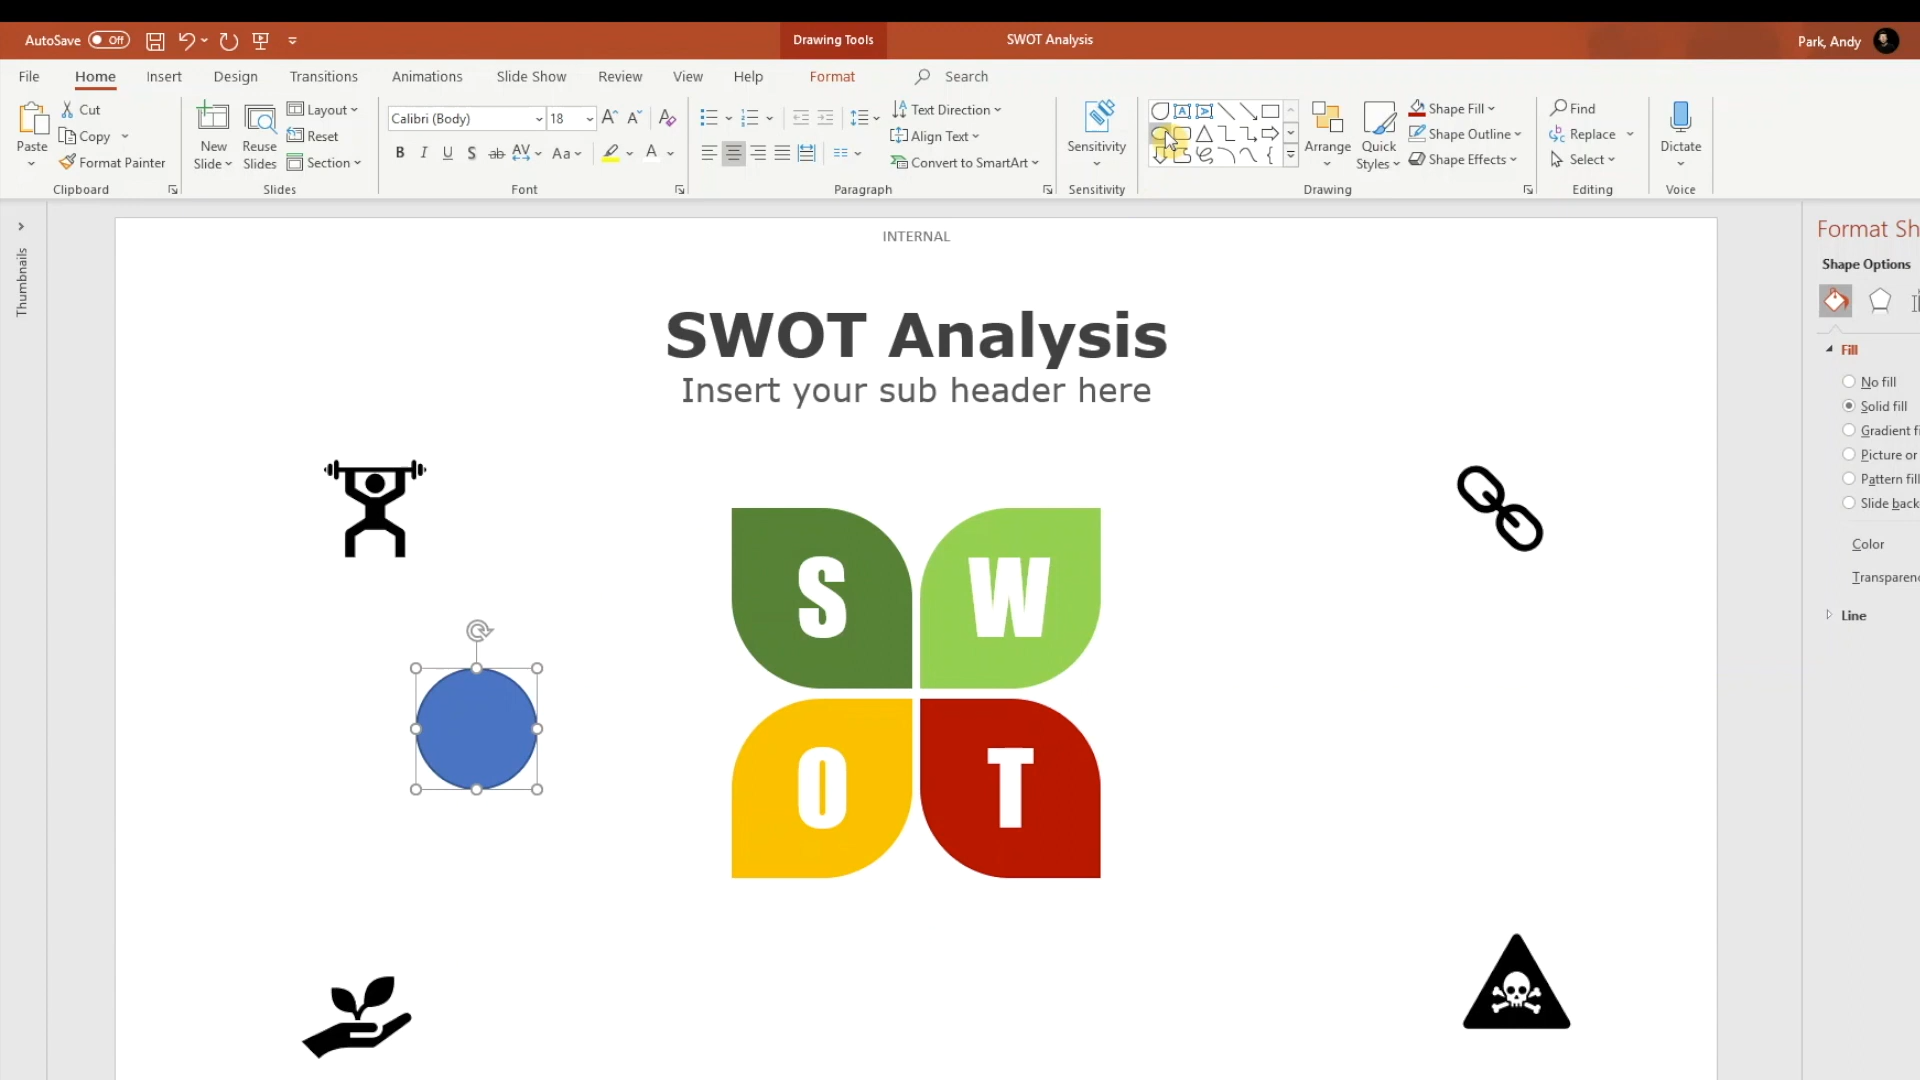 AutoSave Off
Drawing Tools
SWOT Analysis
Park, Andy
File Home Insert Design Transitions Animations Slide Show Review View Help Format Search
Paste
Cut
Copy
Format Painter
Clipboard
New Slide
Reuse Slides
Layout
Reset
Section
Slides
Calibri (Body) 18
B I U S ab AV Aa A
Font
Text Direction
Align Text
Convert to SmartArt
Paragraph
Sensitivity
Sensitivity
Arrange
Quick Styles
Shape Fill
Shape Outline
Shape Effects
Drawing
Find
Replace
Select
Editing
Dictate
Voice
Thumbnails
INTERNAL
SWOT Analysis
Insert your sub header here
S W
O T
Format Sh
Shape Options
Fill
No fill
Solid fill
Gradient fi
Picture or
Pattern fill
Slide back
Color
Transparen
Line